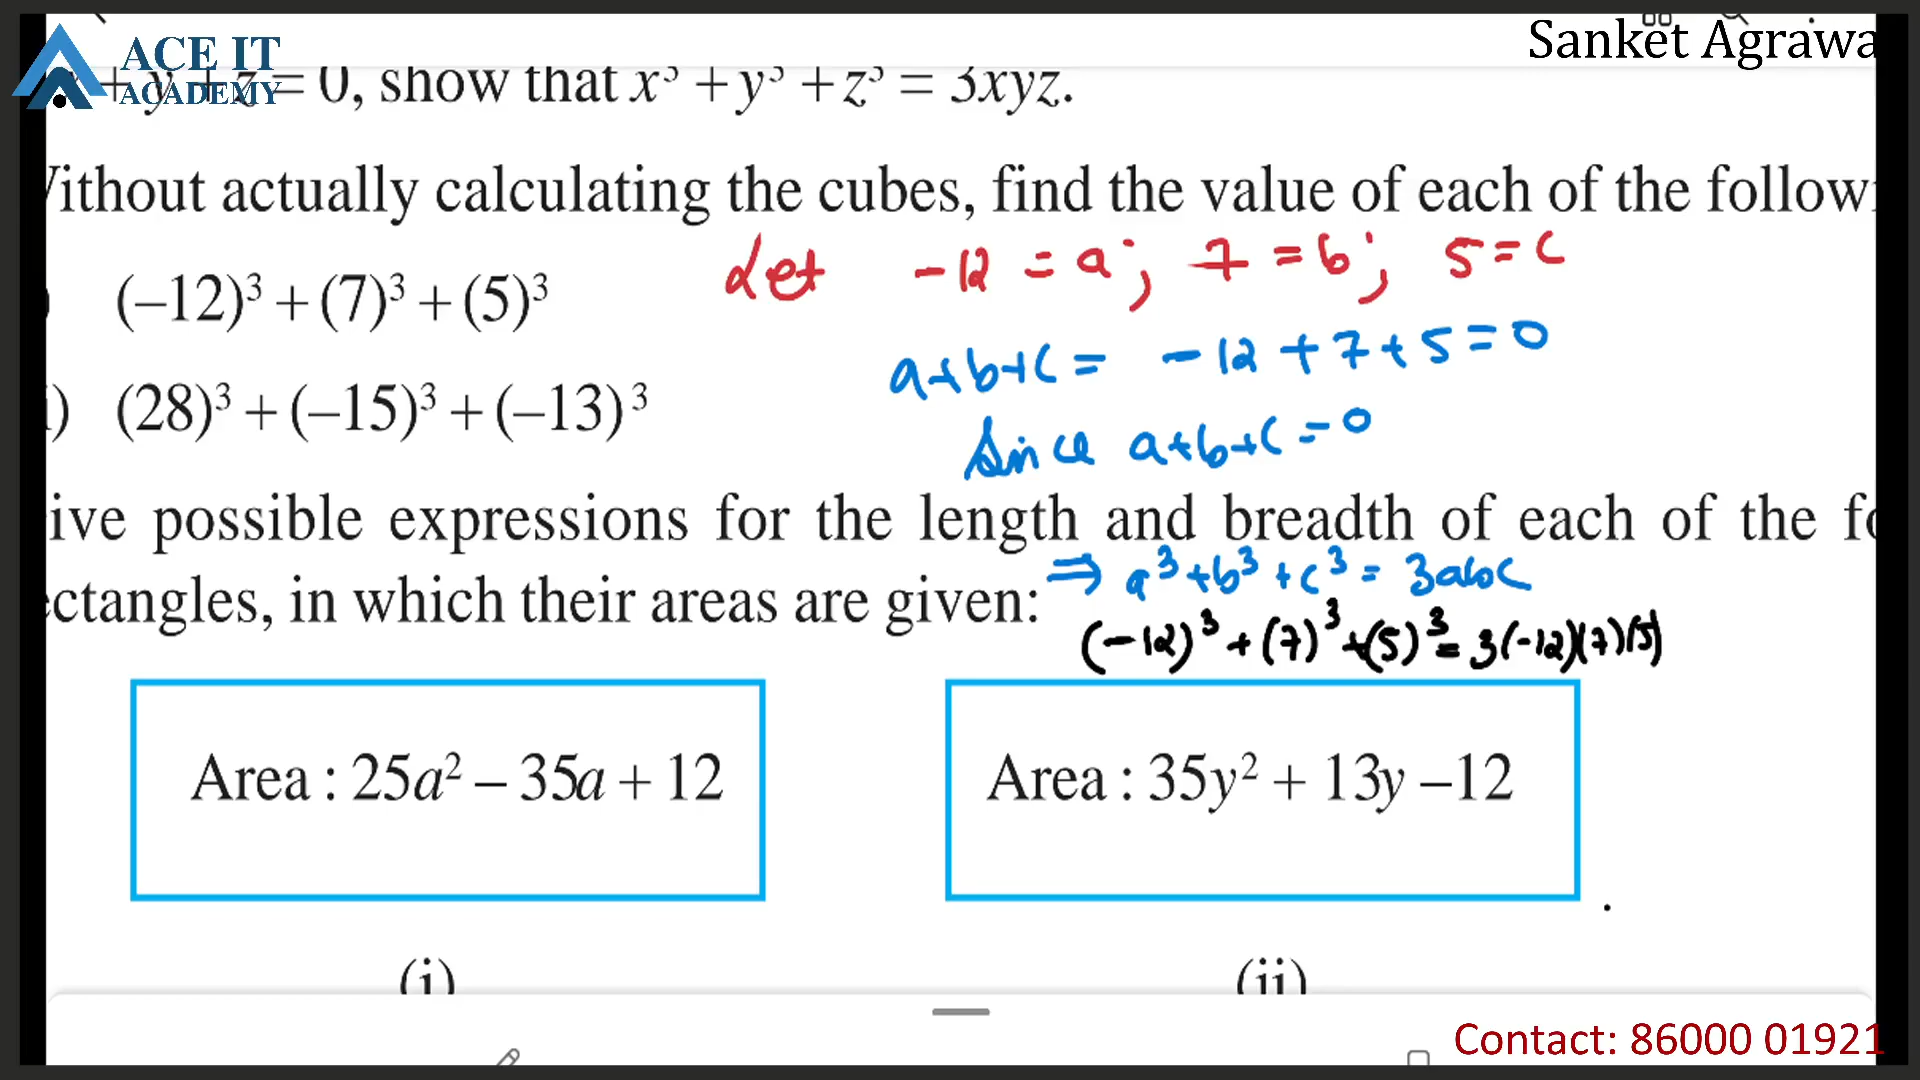 ACE IT
ACADEMY
Sanket Agrawa
+ y + z = 0, show that x³ + y³ + z³ = 3xyz.
Without actually calculating the cubes, find the value of each of the follow
Let -12 = a; 7 = b; 5 = c
(–12)³ + (7)³ + (5)³
a+b+c = -12 + 7 + 5 = 0
i) (28)³ + (–15)³ + (–13)³
Since a+b+c = 0
ive possible expressions for the length and breadth of each of the fo
⇒ a³ + b³ + c³ = 3abc
ectangles, in which their areas are given:
(-12)³ + (7)³ + (5)³ = 3(-12)(7)(5)
Area : 25a² – 35a + 12
Area : 35y² + 13y –12
(i)
(ii)
Contact: 86000 01921